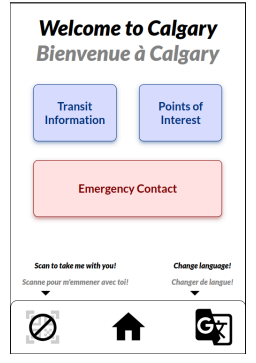 Welcome to Calgary
Bienvenue à Calgary
Transit
Information
Points of
Interest
Emergency Contact
Scan to take me with you!
Scanne pour m'emmener avec toi!
Change language!
Changer de langue!
G